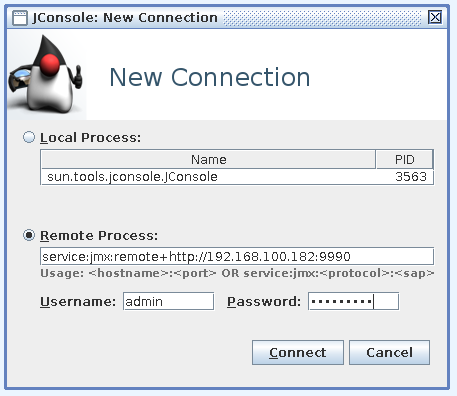 JConsole: New Connection
New Connection
Local Process:
Name PID
sun.tools.jconsole.JConsole 3563
Remote Process:
service:jmx:remote+http://192.168.100.182:9990
Usage: <hostname>:<port> OR service:jmx:<protocol>:<sap>
Username: admin Password: •••••••••
Connect Cancel